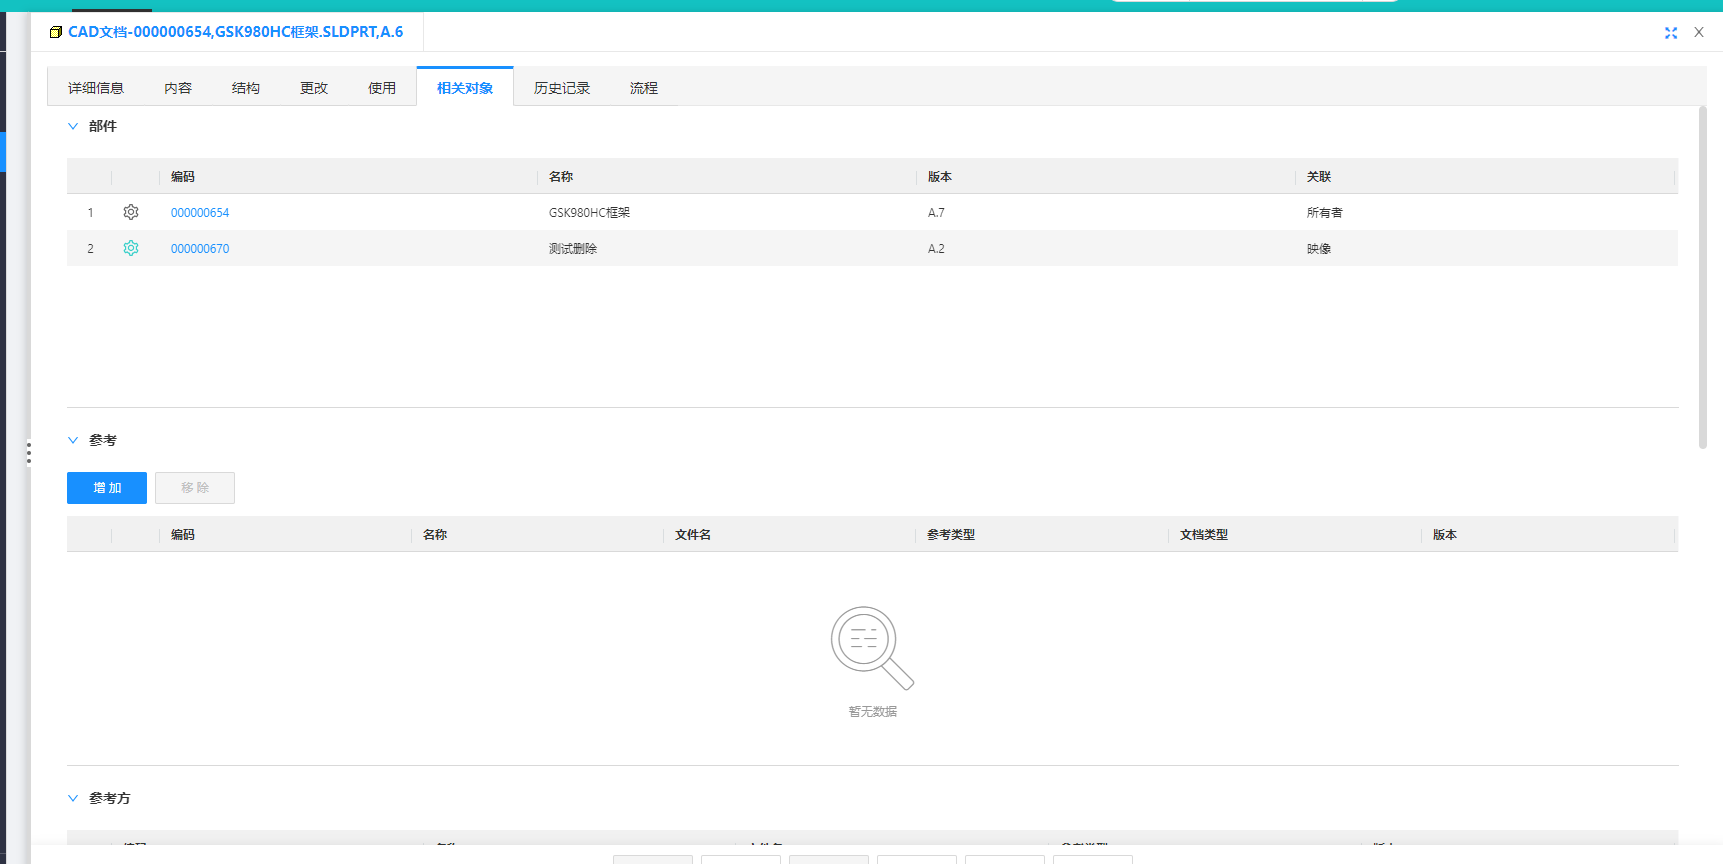 CAD文档-000000654,GSK980HC框架.SLDPRT,A.6
详细信息 内容 结构 更改 使用 相关对象 历史记录 流程
部件
编码 名称 版本 关联
1 000000654 GSK980HC框架 A.7 所有者
2 000000670 测试删除 A.2 映像
参考
增加 移除
编码 名称 文件名 参考类型 文档类型 版本
暂无数据
参考方